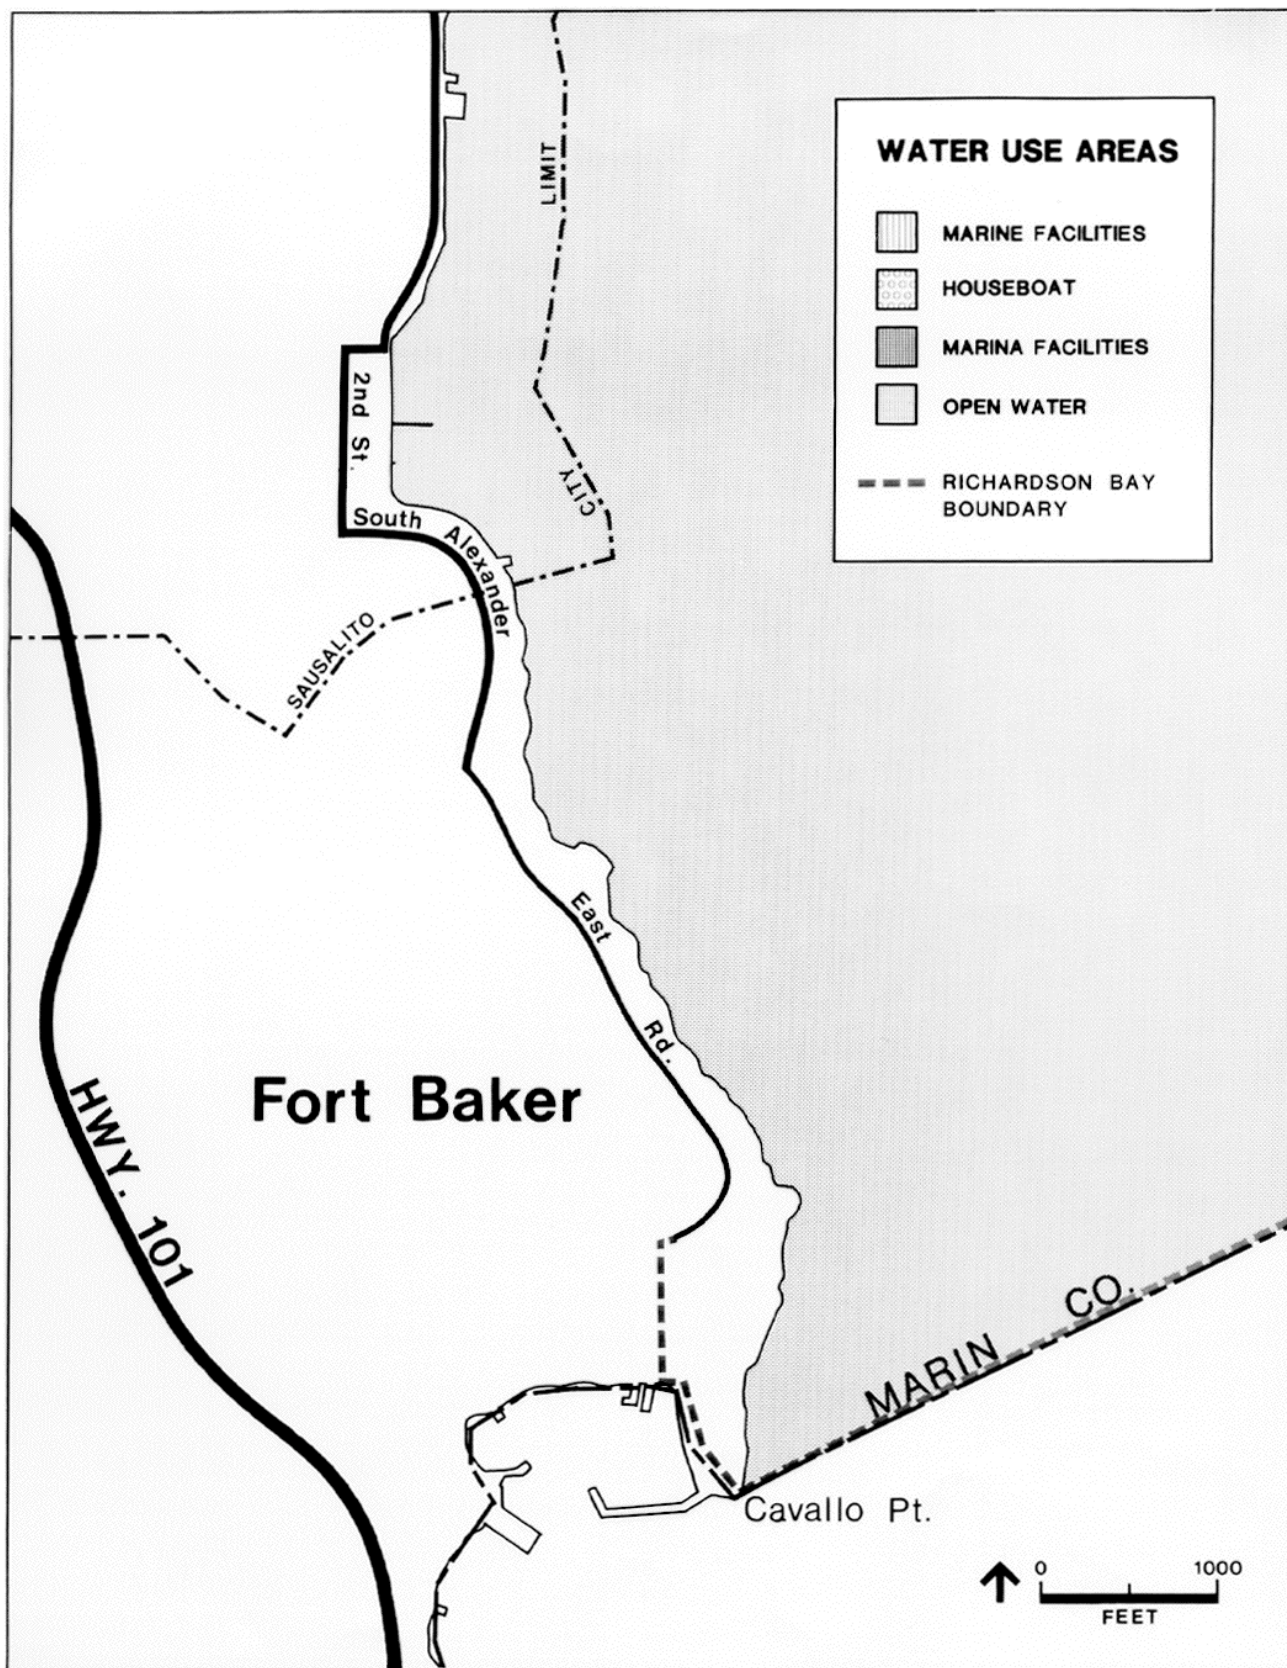 LIMIT
WATER USE AREAS
MARINE FACILITIES
HOUSEBOAT
MARINA FACILITIES
OPEN WATER
RICHARDSON BAY
BOUNDARY
2nd St.
CITY
South Alexander
SAUSALITO
East Rd.
Fort Baker
HWY. 101
MARIN CO.
Cavallo Pt.
0 1000
FEET